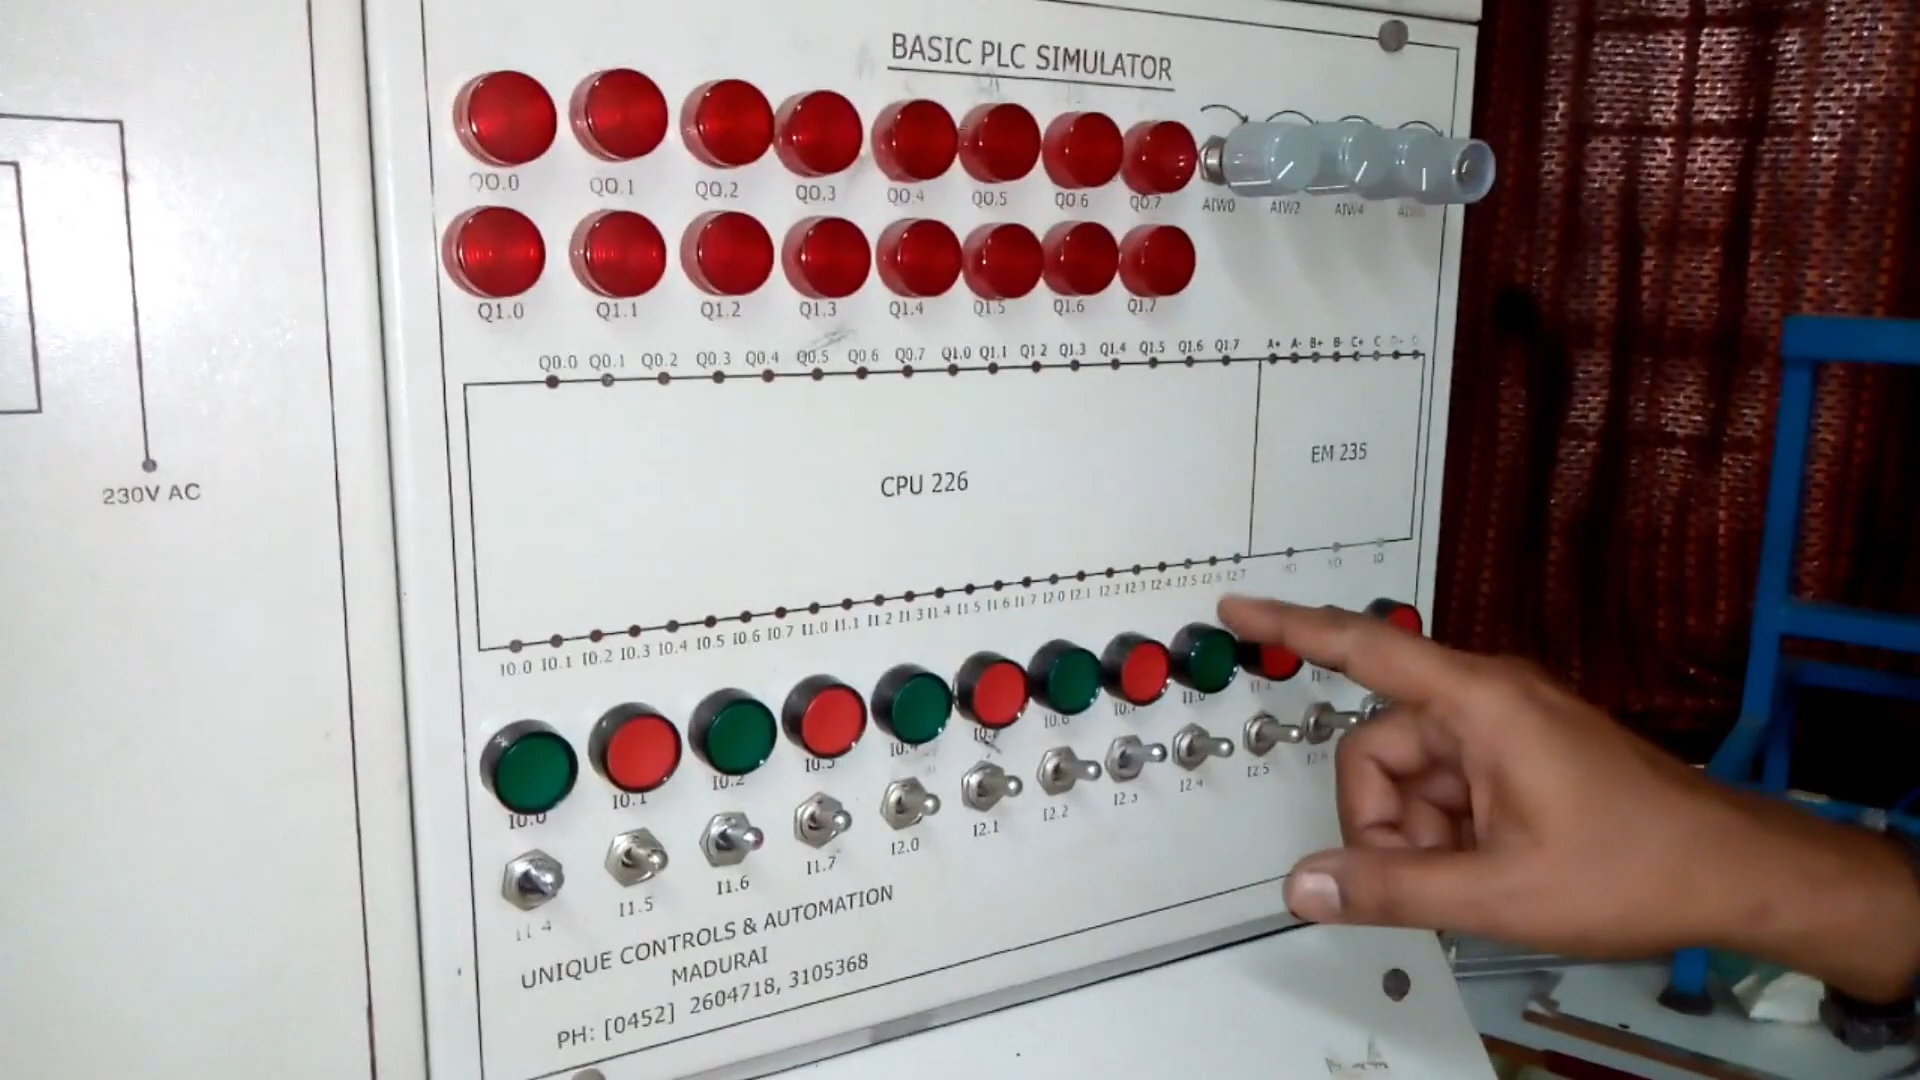 BASIC PLC SIMULATOR
Q0.0 Q0.1 Q0.2 Q0.3 Q0.4 Q0.5 Q0.6 Q0.7 AIW0 AIW2 AIW4
Q1.0 Q1.1 Q1.2 Q1.3 Q1.4 Q1.5 Q1.6 Q1.7
Q0.0 Q0.1 Q0.2 Q0.3 Q0.4 Q0.5 Q0.6 Q0.7 Q1.0 Q1.1 Q1.2 Q1.3 Q1.4 Q1.5 Q1.6 Q1.7 A+ A- B+ B- C+ C
230V AC
CPU 226
EM 235
I0.0 I0.1 I0.2 I0.3 I0.4 I0.5 I0.6 I0.7 I1.0 I1.1 I1.2 I1.3 I1.4 I1.5 I1.6 I1.7 I2.0 I2.1 I2.2 I2.3 I2.4 I2.5 I2.6 I2.7
I0.0 I0.1 I0.2 I0.3 I0.4 I0.6 I0.7 I1.0 I1.1
I1.4 I1.5 I1.6 I1.7 I2.0 I2.1 I2.2 I2.3 I2.4 I2.5 I2.6
UNIQUE CONTROLS & AUTOMATION
MADURAI
PH: [0452] 2604718, 3105368